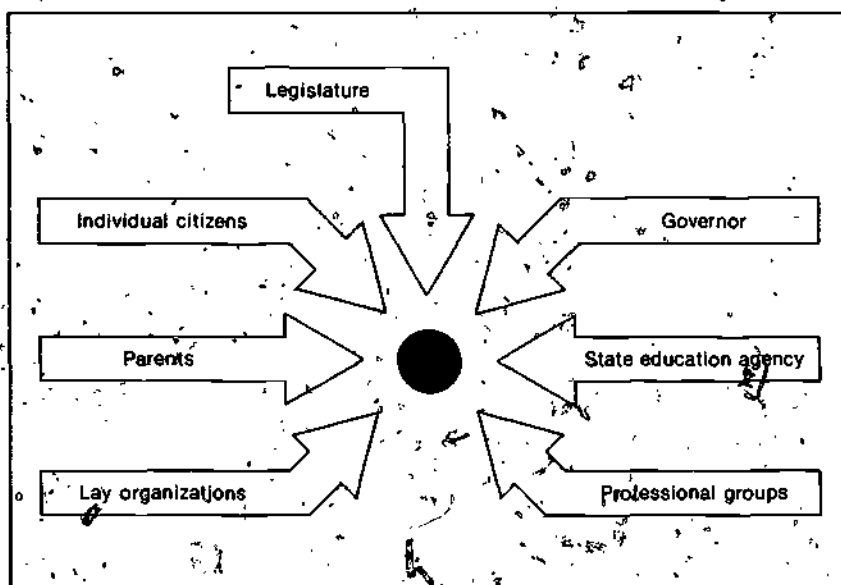 Legislature
Individual citizens
Governor
Parents
State education agency
Lay organizations
Professional groups